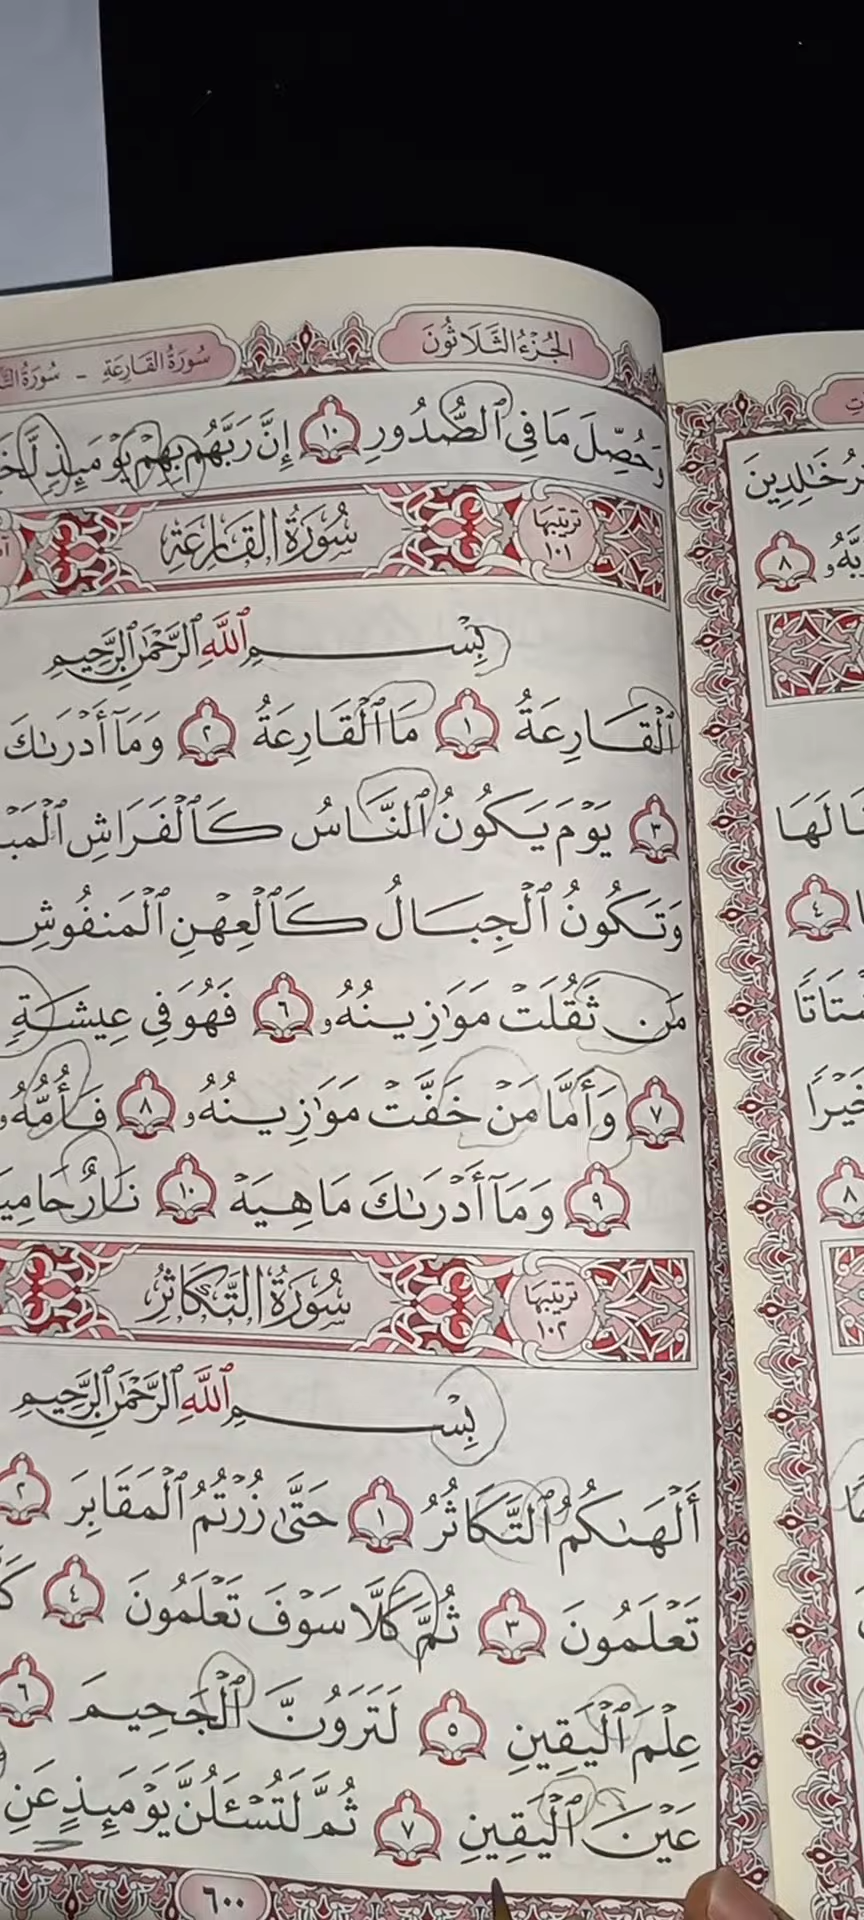 الجُزْءُ الثَّلَاثُونَ
سُورَةُ القَارِعَةِ - سُورَةُ
وَحُصِّلَ مَا فِى ٱلصُّدُورِ ١٠ إِنَّ رَبَّهُم بِهِمْ يَوْمَئِذٍ
سُورَةُ القَارِعَةِ
تَرْتِيبُهَا ١٠١
بِسْمِ ٱللَّهِ ٱلرَّحْمَٰنِ ٱلرَّحِيمِ
ٱلْقَارِعَةُ ١ مَا ٱلْقَارِعَةُ ٢ وَمَآ أَدْرَىٰكَ
٣ يَوْمَ يَكُونُ ٱلنَّاسُ كَٱلْفَرَاشِ
وَتَكُونُ ٱلْجِبَالُ كَٱلْعِهْنِ ٱلْمَنفُوشِ
مَن ثَقُلَتْ مَوَٰزِينُهُۥ ٦ فَهُوَ فِى عِيشَةٍ
٧ وَأَمَّا مَنْ خَفَّتْ مَوَٰزِينُهُۥ ٨ فَأُمُّهُۥ
٩ وَمَآ أَدْرَىٰكَ مَا هِيَهْ ١٠ نَارٌ
سُورَةُ التَّكَاثُرِ
تَرْتِيبُهَا ١٠٢
بِسْمِ ٱللَّهِ ٱلرَّحْمَٰنِ ٱلرَّحِيمِ
أَلْهَىٰكُمُ ٱلتَّكَاثُرُ ١ حَتَّىٰ زُرْتُمُ ٱلْمَقَابِرَ ٢
تَعْلَمُونَ ٣ ثُمَّ كَلَّا سَوْفَ تَعْلَمُونَ ٤
عِلْمَ ٱلْيَقِينِ ٥ لَتَرَوُنَّ ٱلْجَحِيمَ ٦
عَيْنَ ٱلْيَقِينِ ٧ ثُمَّ لَتُسْـَٔلُنَّ يَوْمَئِذٍ عَنِ
٦٠٠
خَٰلِدِينَ
٨
٤
٨